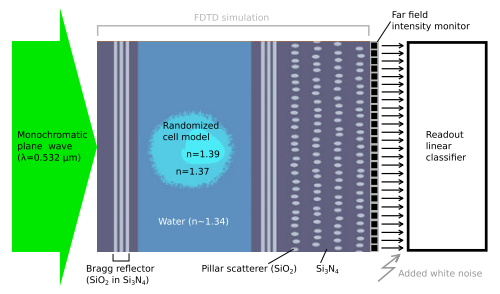 FDTD simulation
Far field
intensity monitor
Monochromatic
plane wave
(λ=0.532 μm)
Randomized
cell model
n=1.39
n=1.37
Water (n~1.34)
Readout
linear
classifier
Bragg reflector
(SiO2 in Si3N4)
Pillar scatterer (SiO2)
Si3N4
Added white noise